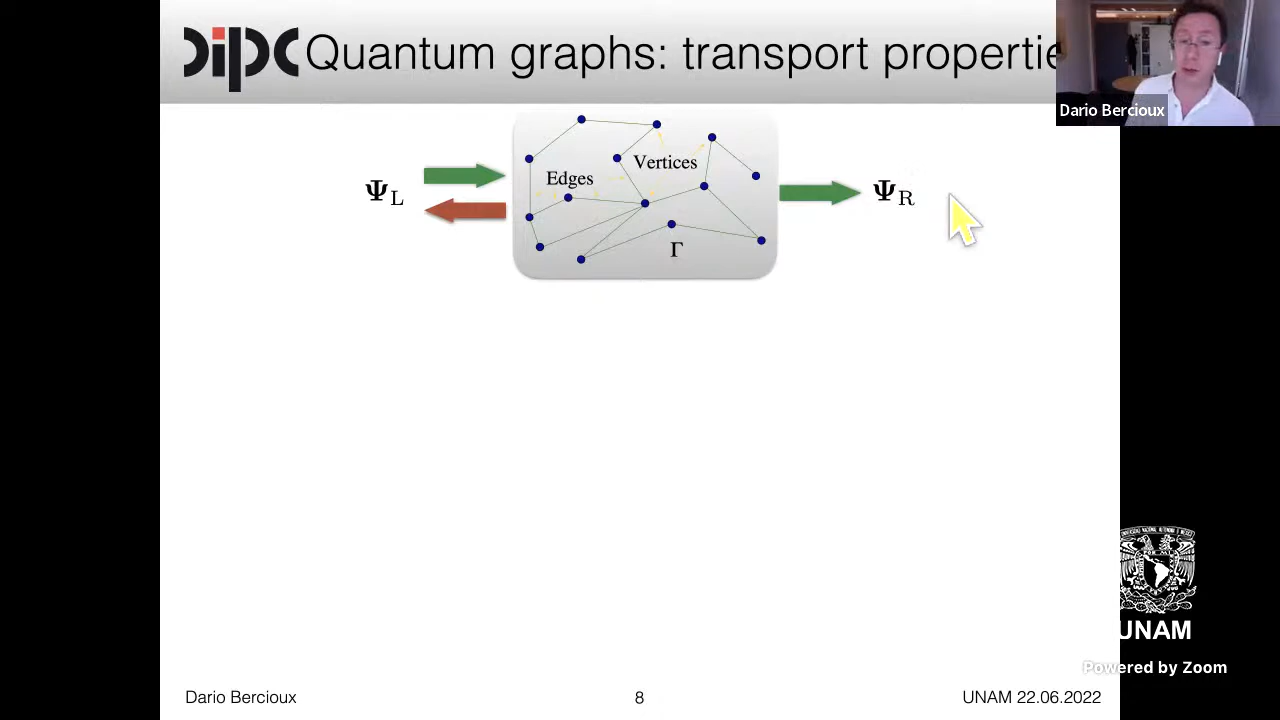 dipc Quantum graphs: transport propertie
Dario Bercioux
Vertices
Edges
Ψ_L
Ψ_R
Γ
UNAM
Powered by Zoom
Dario Bercioux
8
UNAM 22.06.2022